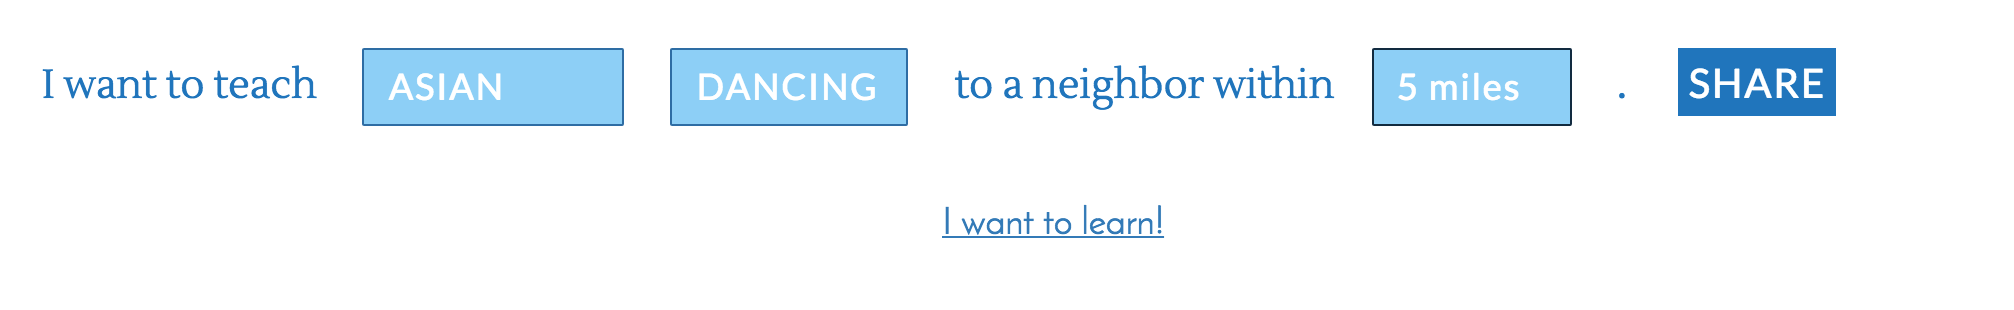 I want to teach ASIAN DANCING to a neighbor within 5 miles . SHARE
I want to learn!